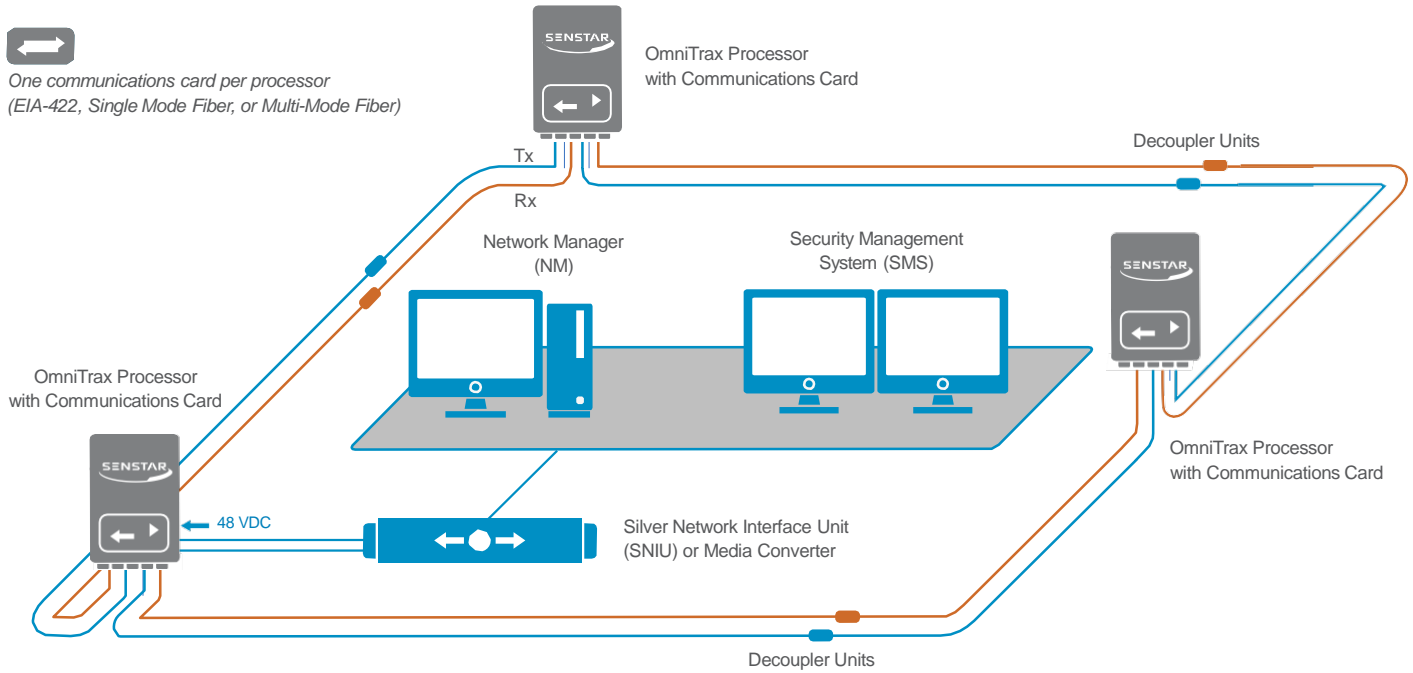 One communications card per processor
(EIA-422, Single Mode Fiber, or Multi-Mode Fiber)
SENSTAR
OmniTrax Processor
with Communications Card
Tx
Rx
Decoupler Units
Network Manager
(NM)
Security Management
System (SMS)
SENSTAR
OmniTrax Processor
with Communications Card
OmniTrax Processor
with Communications Card
SENSTAR
48 VDC
Silver Network Interface Unit
(SNIU) or Media Converter
Decoupler Units